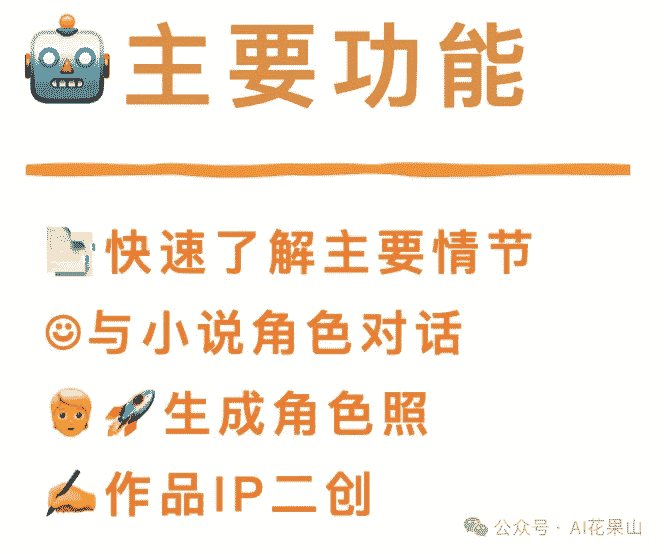 主要功能
快速了解主要情节
与小说角色对话
生成角色照
作品IP二创
公众号 · AI花果山